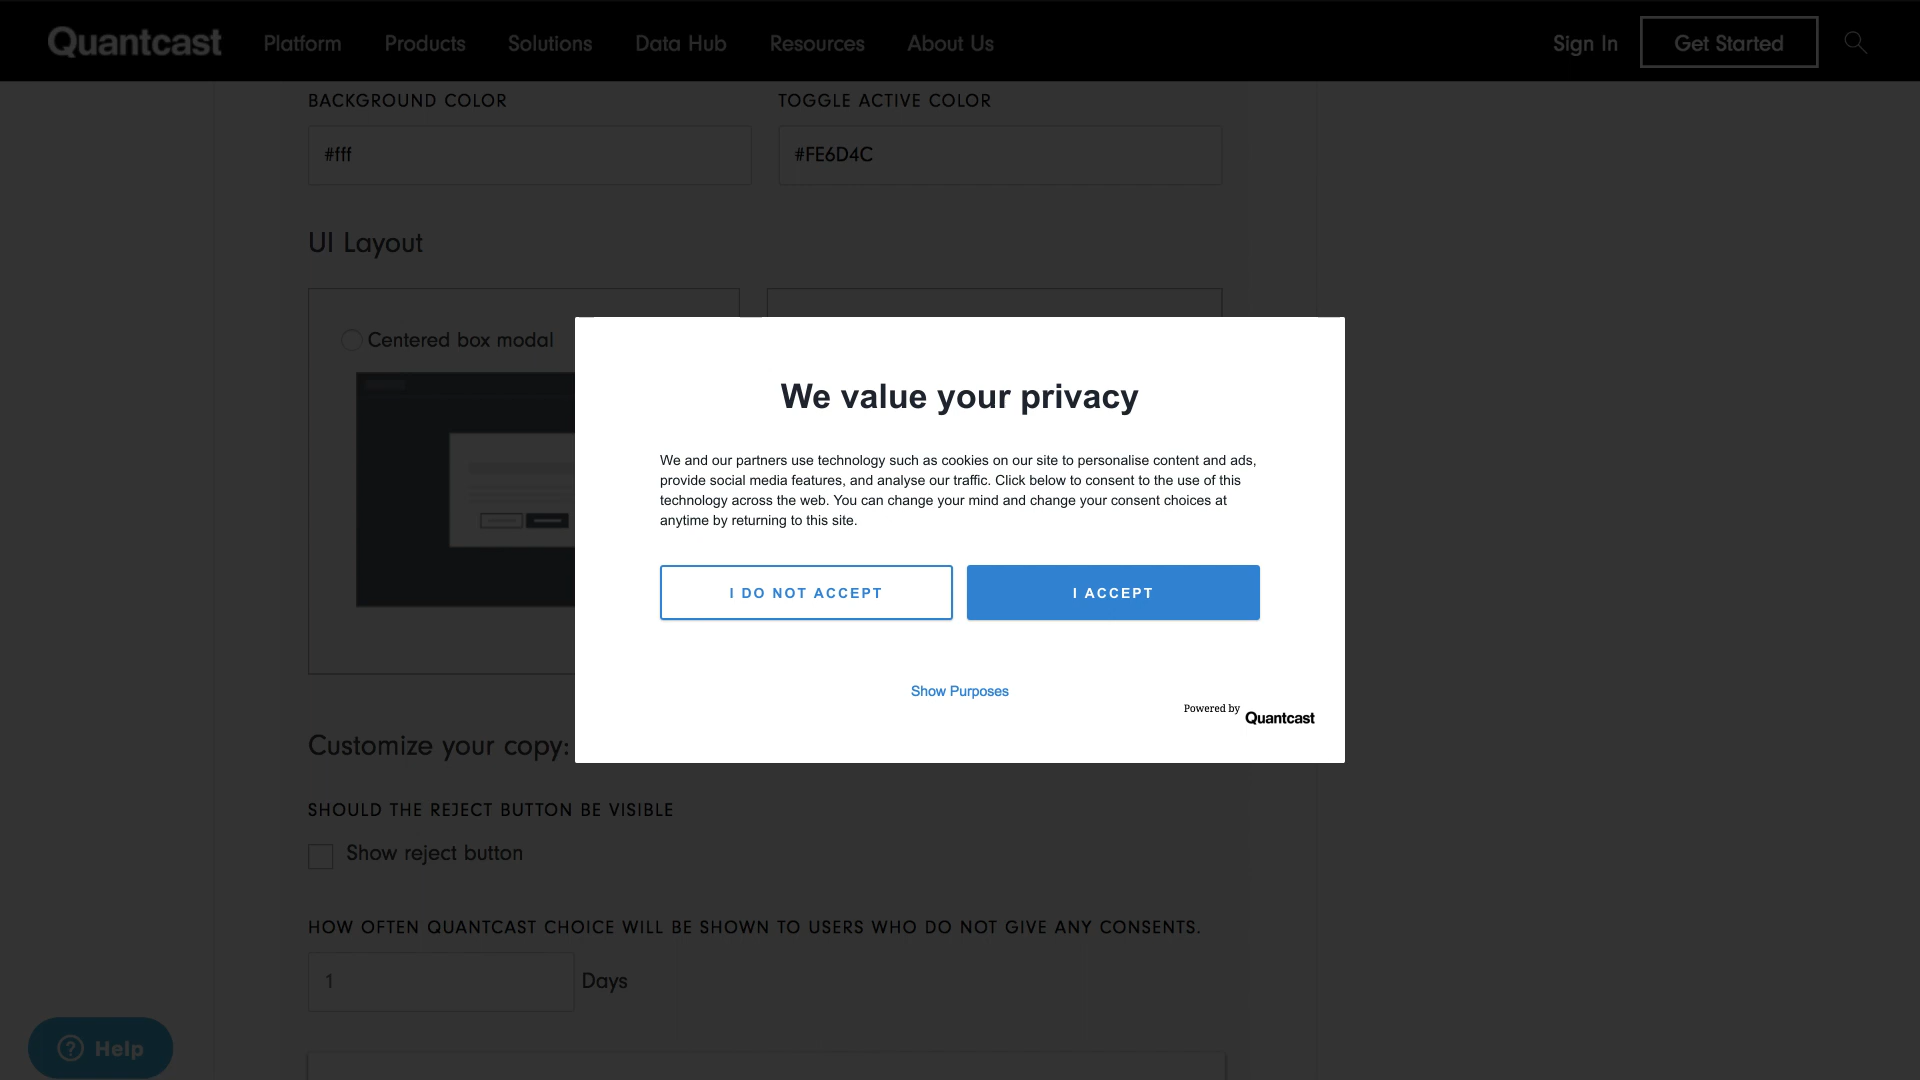 Quantcast Platform Products Solutions Data Hub Resources About Us Sign In Get Started
BACKGROUND COLOR TOGGLE ACTIVE COLOR
#fff #FE6D4C
UI Layout
Centered box modal
We value your privacy
We and our partners use technology such as cookies on our site to personalise content and ads,
provide social media features, and analyse our traffic. Click below to consent to the use of this
technology across the web. You can change your mind and change your consent choices at
anytime by returning to this site.
I DO NOT ACCEPT I ACCEPT
Show Purposes
Powered by Quantcast
Customize your copy:
SHOULD THE REJECT BUTTON BE VISIBLE
Show reject button
HOW OFTEN QUANTCAST CHOICE WILL BE SHOWN TO USERS WHO DO NOT GIVE ANY CONSENTS.
1 Days
? Help